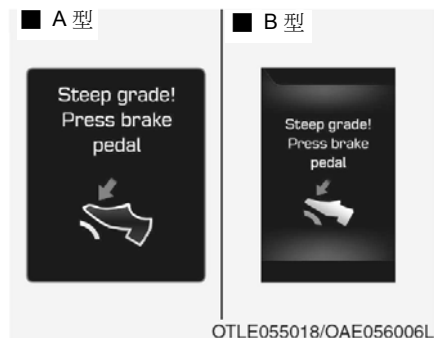 ■ A 型
Steep grade!
Press brake
pedal
■ B 型
Steep grade!
Press brake
pedal
OTLE055018/OAE056006L